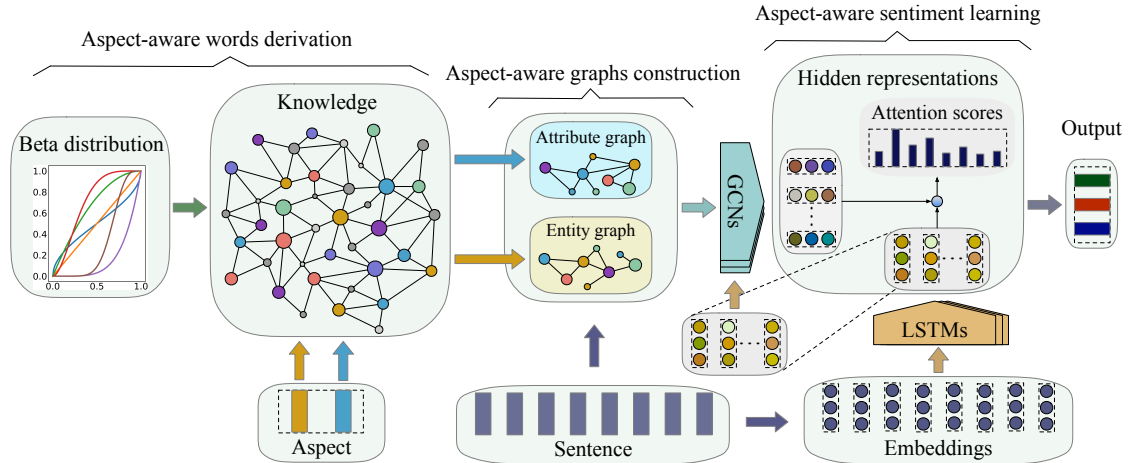 Aspect-aware words derivation
Aspect-aware graphs construction
Aspect-aware sentiment learning
Beta distribution
1.0
0.8
0.6
0.4
0.2
0.0
0.0
0.5
1.0
Knowledge
Attribute graph
Entity graph
GCNs
Hidden representations
Attention scores
Output
LSTMs
Aspect
Sentence
Embeddings